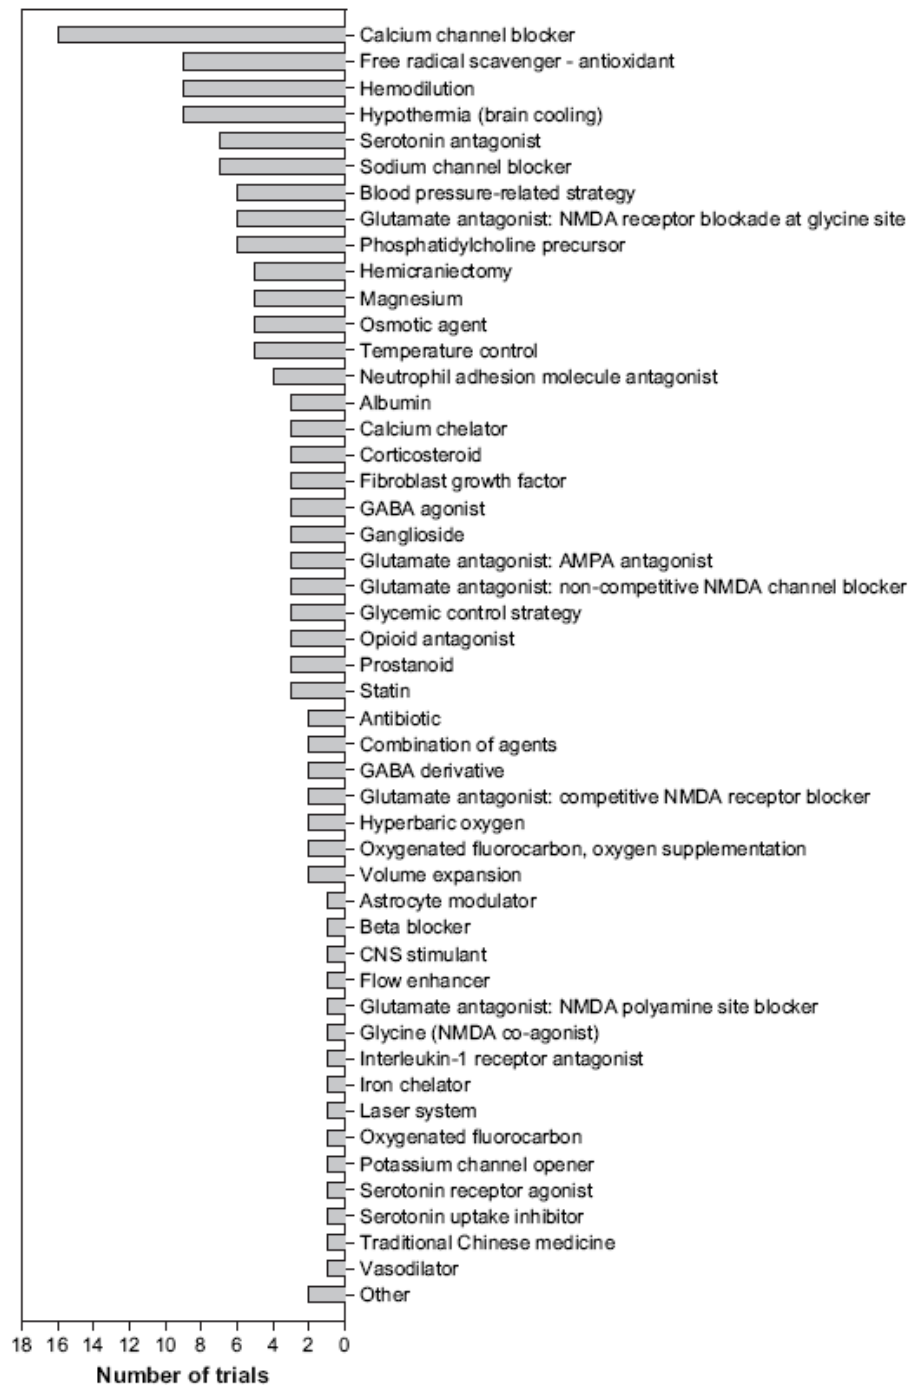 Calcium channel blocker
Free radical scavenger - antioxidant
Hemodilution
Hypothermia (brain cooling)
Serotonin antagonist
Sodium channel blocker
Blood pressure-related strategy
Glutamate antagonist: NMDA receptor blockade at glycine site
Phosphatidylcholine precursor
Hemicraniectomy
Magnesium
Osmotic agent
Temperature control
Neutrophil adhesion molecule antagonist
Albumin
Calcium chelator
Corticosteroid
Fibroblast growth factor
GABA agonist
Ganglioside
Glutamate antagonist: AMPA antagonist
Glutamate antagonist: non-competitive NMDA channel blocker
Glycemic control strategy
Opioid antagonist
Prostanoid
Statin
Antibiotic
Combination of agents
GABA derivative
Glutamate antagonist: competitive NMDA receptor blocker
Hyperbaric oxygen
Oxygenated fluorocarbon, oxygen supplementation
Volume expansion
Astrocyte modulator
Beta blocker
CNS stimulant
Flow enhancer
Glutamate antagonist: NMDA polyamine site blocker
Glycine (NMDA co-agonist)
Interleukin-1 receptor antagonist
Iron chelator
Laser system
Oxygenated fluorocarbon
Potassium channel opener
Serotonin receptor agonist
Serotonin uptake inhibitor
Traditional Chinese medicine
Vasodilator
Other
18 16 14 12 10 8 6 4 2 0
Number of trials